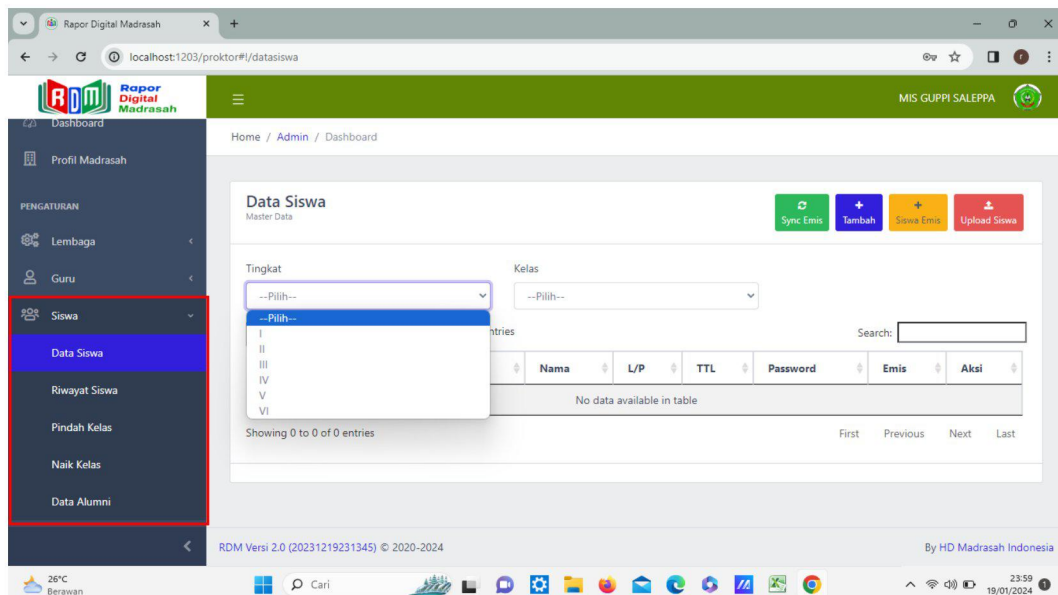 Rapor Digital Madrasah
localhost:1203/proktor#!/datasiswa
RDM Rapor Digital Madrasah
MIS GUPPI SALEPPA
Dashboard
Profil Madrasah
PENGATURAN
Lembaga
Guru
Siswa
Data Siswa
Riwayat Siswa
Pindah Kelas
Naik Kelas
Data Alumni
Home / Admin / Dashboard
Data Siswa
Master Data
Sync Emis
Tambah
Siswa Emis
Upload Siswa
Tingkat Kelas
--Pilih-- --Pilih--
--Pilih--
I
II
III
IV
V
VI
ntries Search:
Nama L/P TTL Password Emis Aksi
No data available in table
Showing 0 to 0 of 0 entries First Previous Next Last
RDM Versi 2.0 (20231219231345) © 2020-2024 By HD Madrasah Indonesia
26°C
Berawan
Cari
23:59
19/01/2024